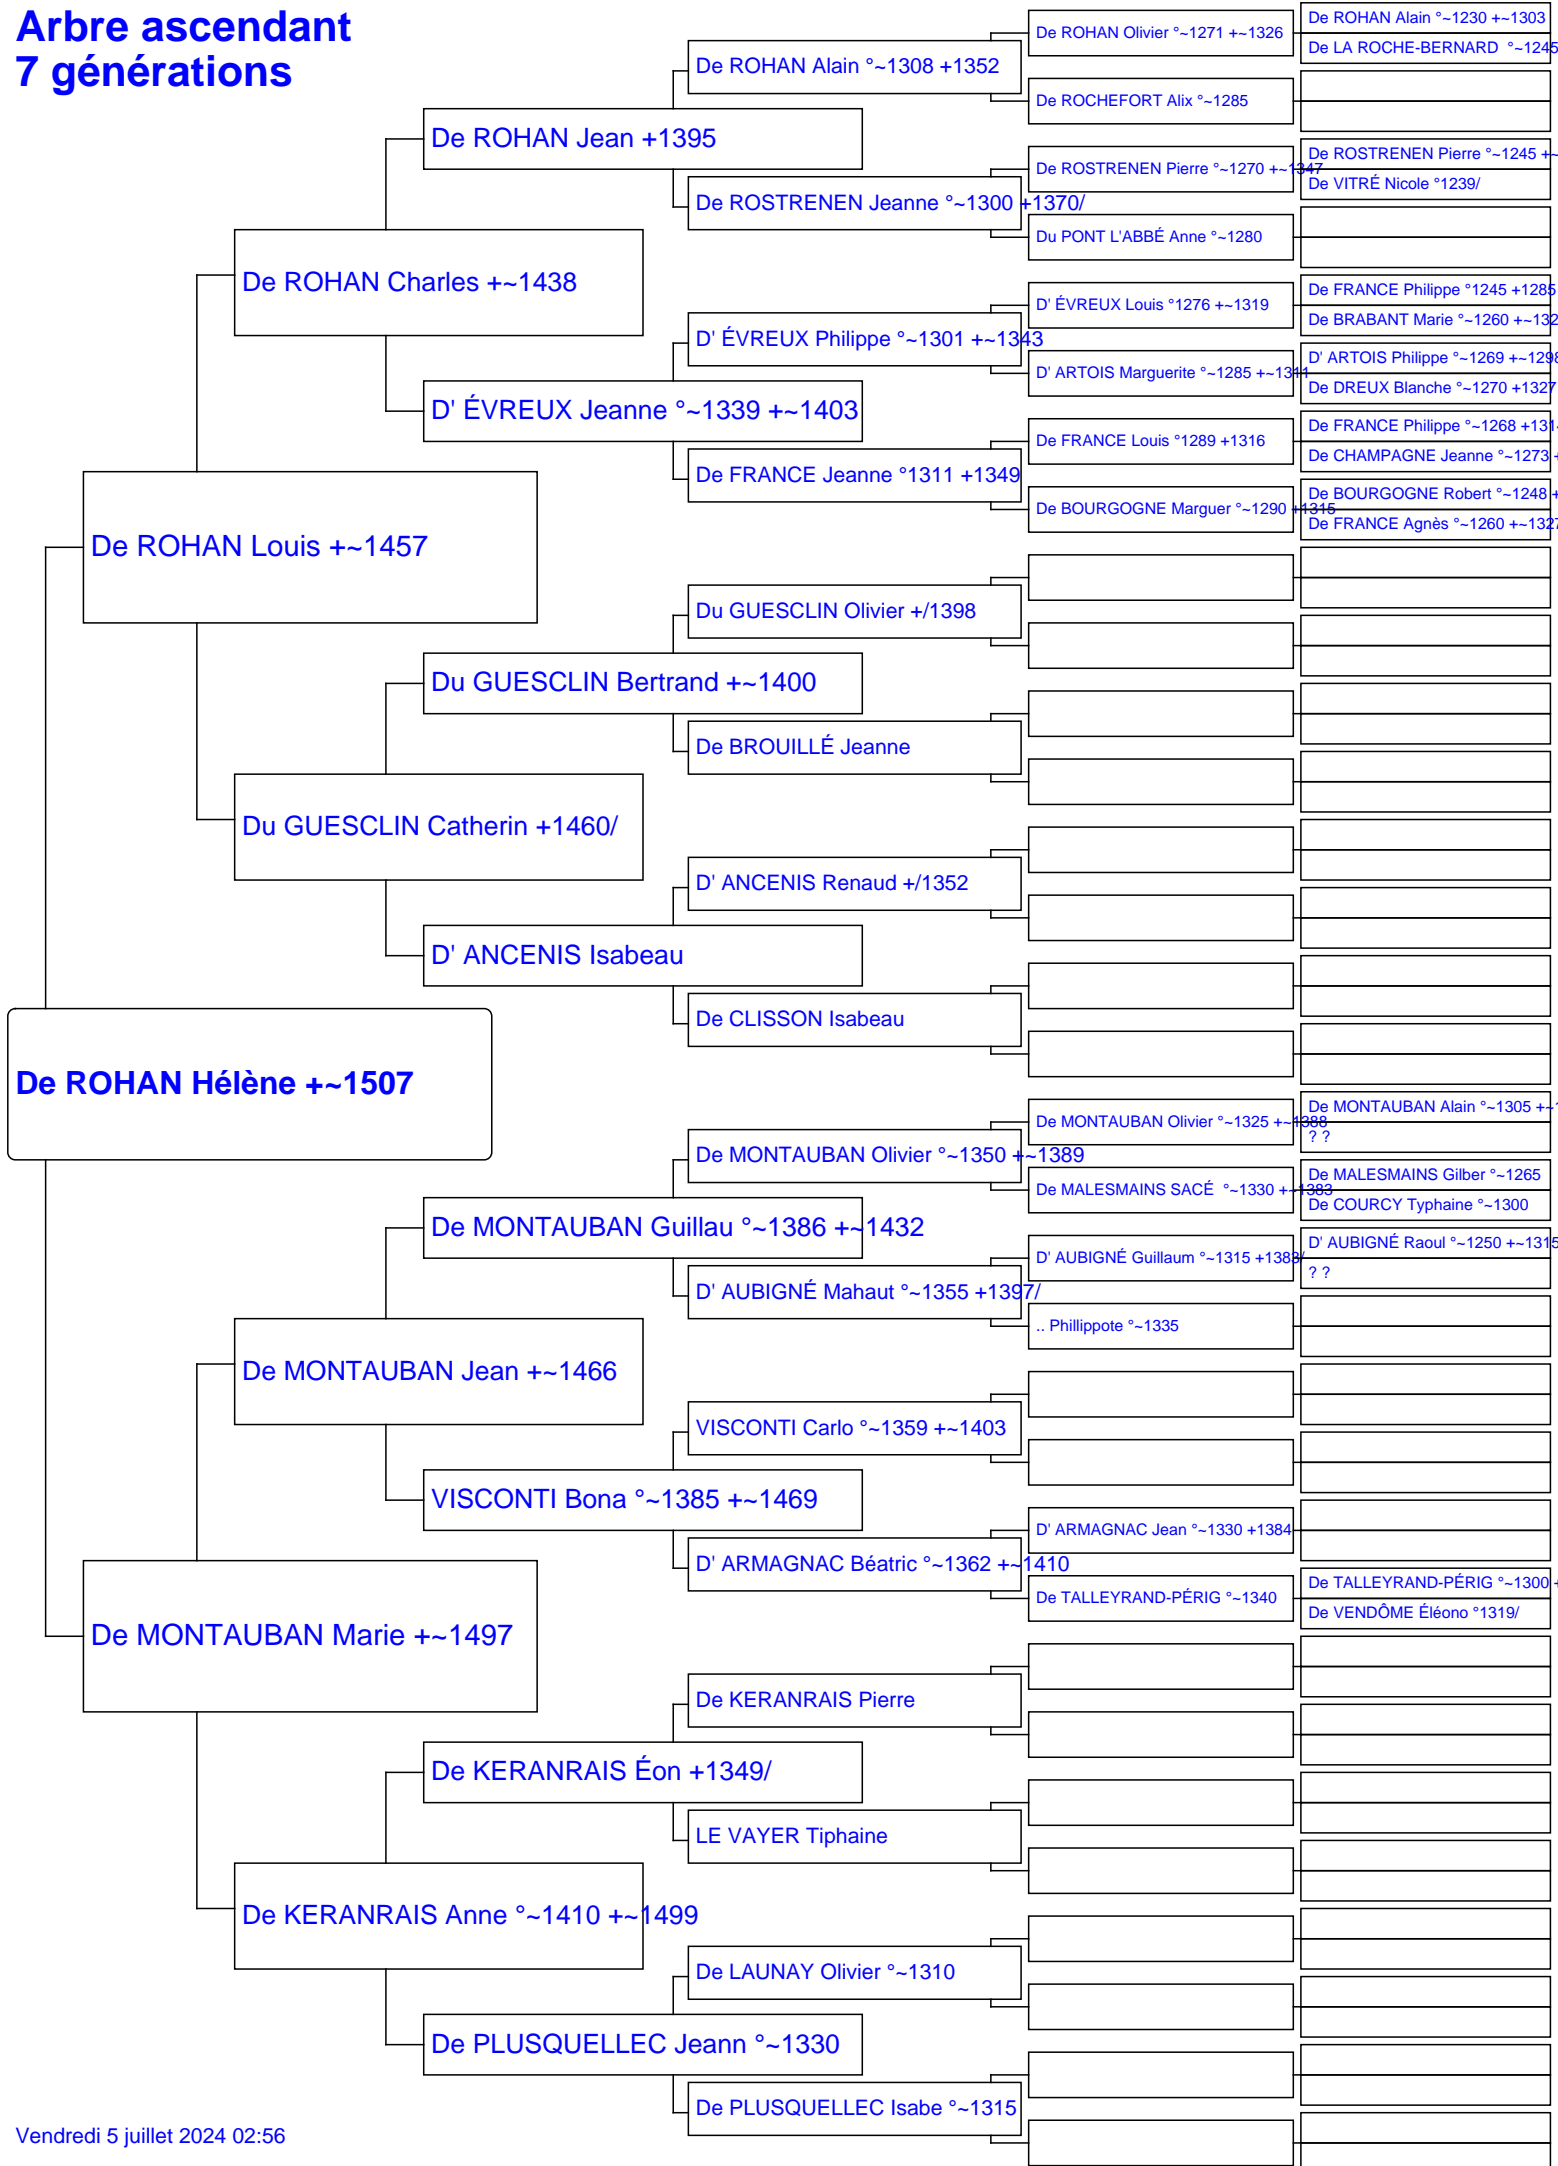 Arbre ascendant
7 générations
De ROHAN Hélène +~1507
De ROHAN Louis +~1457
De MONTAUBAN Marie +~1497
De ROHAN Charles +~1438
Du GUESCLIN Catherin +1460/
De MONTAUBAN Jean +~1466
De KERANRAIS Anne °~1410 +~1499
De ROHAN Jean +1395
D' ÉVREUX Jeanne °~1339 +~1403
Du GUESCLIN Bertrand +~1400
D' ANCENIS Isabeau
De MONTAUBAN Guillau °~1386 +~1432
VISCONTI Bona °~1385 +~1469
De KERANRAIS Éon +1349/
De PLUSQUELLEC Jeann °~1330
De ROHAN Alain °~1308 +1352
De ROSTRENEN Jeanne °~1300 +1370/
D' ÉVREUX Philippe °~1301 +~1343
De FRANCE Jeanne °1311 +1349
Du GUESCLIN Olivier +/1398
De BROUILLÉ Jeanne
D' ANCENIS Renaud +/1352
De CLISSON Isabeau
De MONTAUBAN Olivier °~1350 +~1389
D' AUBIGNÉ Mahaut °~1355 +1397/
VISCONTI Carlo °~1359 +~1403
D' ARMAGNAC Béatric °~1362 +~1410
De KERANRAIS Pierre
LE VAYER Tiphaine
De LAUNAY Olivier °~1310
De PLUSQUELLEC Isabe °~1315
De ROHAN Olivier °~1271 +~1326
De ROCHEFORT Alix °~1285
De ROSTRENEN Pierre °~1270 +~1347
Du PONT L'ABBÉ Anne °~1280
D' ÉVREUX Louis °1276 +~1319
D' ARTOIS Marguerite °~1285 +~1311
De FRANCE Louis °1289 +1316
De BOURGOGNE Marguer °~1290 +1315
De MONTAUBAN Olivier °~1325 +~1388
De MALESMAINS SACÉ °~1330 +~1383
D' AUBIGNÉ Guillaum °~1315 +1383/
.. Phillippote °~1335
D' ARMAGNAC Jean °~1330 +1384
De TALLEYRAND-PÉRIG °~1340
De ROHAN Alain °~1230 +~1303
De LA ROCHE-BERNARD °~1245
De ROSTRENEN Pierre °~1245 +~
De VITRÉ Nicole °1239/
De FRANCE Philippe °1245 +1285
De BRABANT Marie °~1260 +~132
D' ARTOIS Philippe °~1269 +~1298
De DREUX Blanche °~1270 +1327
De FRANCE Philippe °~1268 +1314
De CHAMPAGNE Jeanne °~1273 +
De BOURGOGNE Robert °~1248 +
De FRANCE Agnès °~1260 +~1327
De MONTAUBAN Alain °~1305 +~1
? ?
De MALESMAINS Gilber °~1265
De COURCY Typhaine °~1300
D' AUBIGNÉ Raoul °~1250 +~1315
? ?
De TALLEYRAND-PÉRIG °~1300 +
De VENDÔME Éléono °1319/
Vendredi 5 juillet 2024 02:56